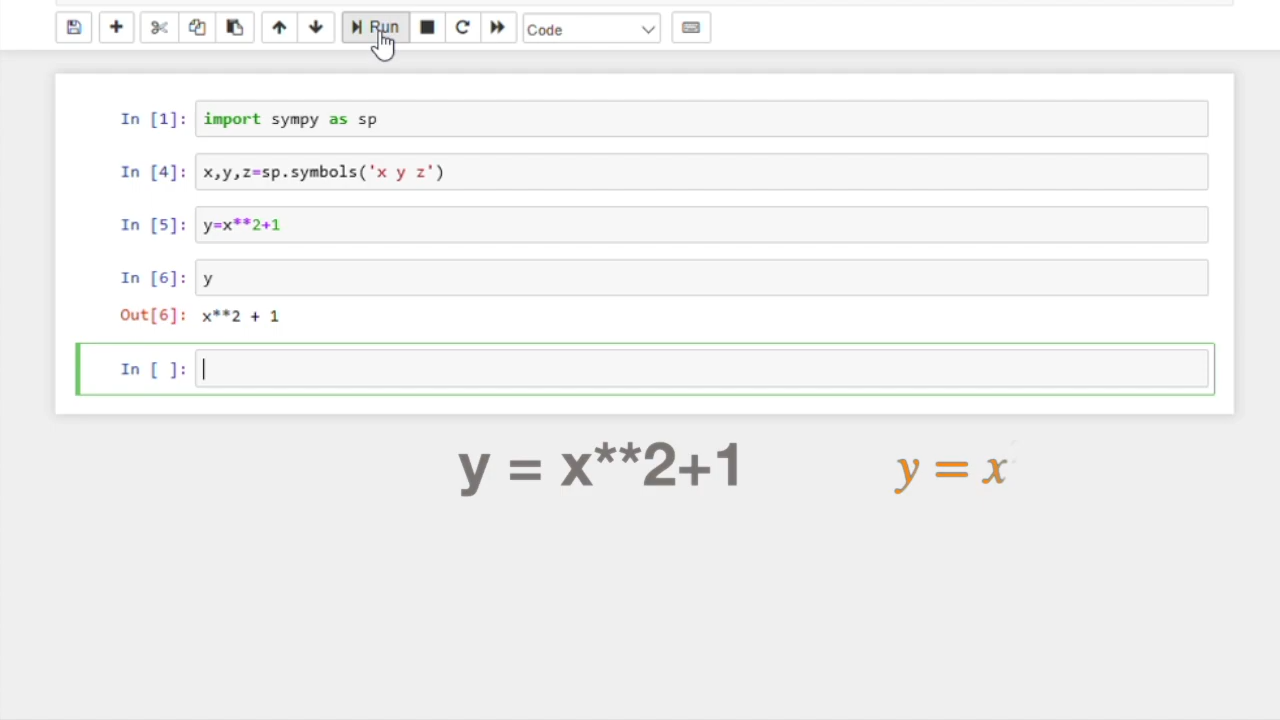 Run Code
In [1]: import sympy as sp
In [4]: x,y,z=sp.symbols('x y z')
In [5]: y=x**2+1
In [6]: y
Out[6]: x**2 + 1
In [ ]:
y = x**2+1 y = x